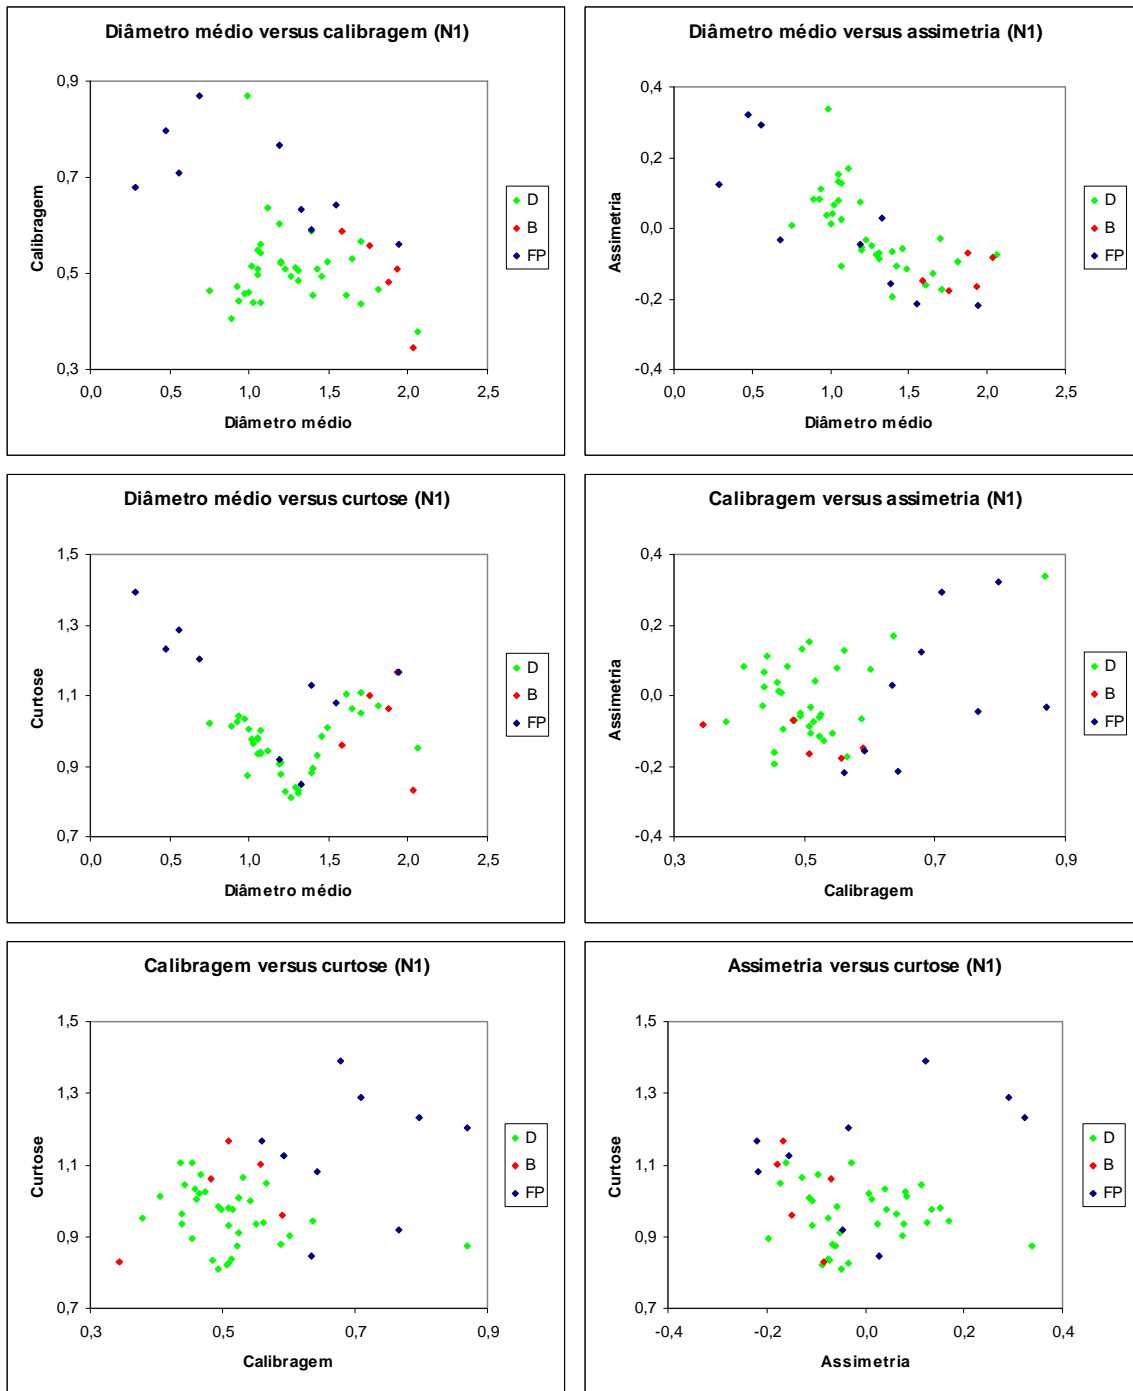 Diâmetro médio versus calibragem (N1)
0,9
0,7
0,5
0,3
Calibragem
0,0 0,5 1,0 1,5 2,0 2,5
Diâmetro médio
D
B
FP
Diâmetro médio versus assimetria (N1)
0,4
0,2
0,0
-0,2
-0,4
Assimetria
0,0 0,5 1,0 1,5 2,0 2,5
Diâmetro médio
D
B
FP
Diâmetro médio versus curtose (N1)
1,5
1,3
1,1
0,9
0,7
Curtose
0,0 0,5 1,0 1,5 2,0 2,5
Diâmetro médio
D
B
FP
Calibragem versus assimetria (N1)
0,4
0,2
0,0
-0,2
-0,4
Assimetria
0,3 0,5 0,7 0,9
Calibragem
D
B
FP
Calibragem versus curtose (N1)
1,5
1,3
1,1
0,9
0,7
Curtose
0,3 0,5 0,7 0,9
Calibragem
D
B
FP
Assimetria versus curtose (N1)
1,5
1,3
1,1
0,9
0,7
Curtose
-0,4 -0,2 0,0 0,2 0,4
Assimetria
D
B
FP